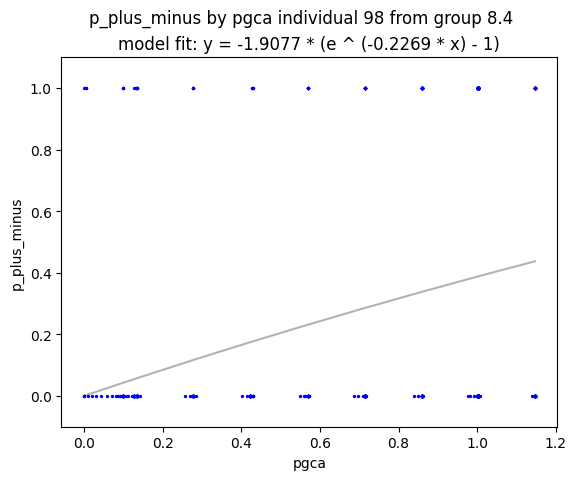 p_plus_minus by pgca individual 98 from group 8.4
model fit: y = -1.9077 * (e ^ (-0.2269 * x) - 1)
1.0
0.8
0.6
0.4
0.2
0.0
p_plus_minus
0.0 0.2 0.4 0.6 0.8 1.0 1.2
pgca